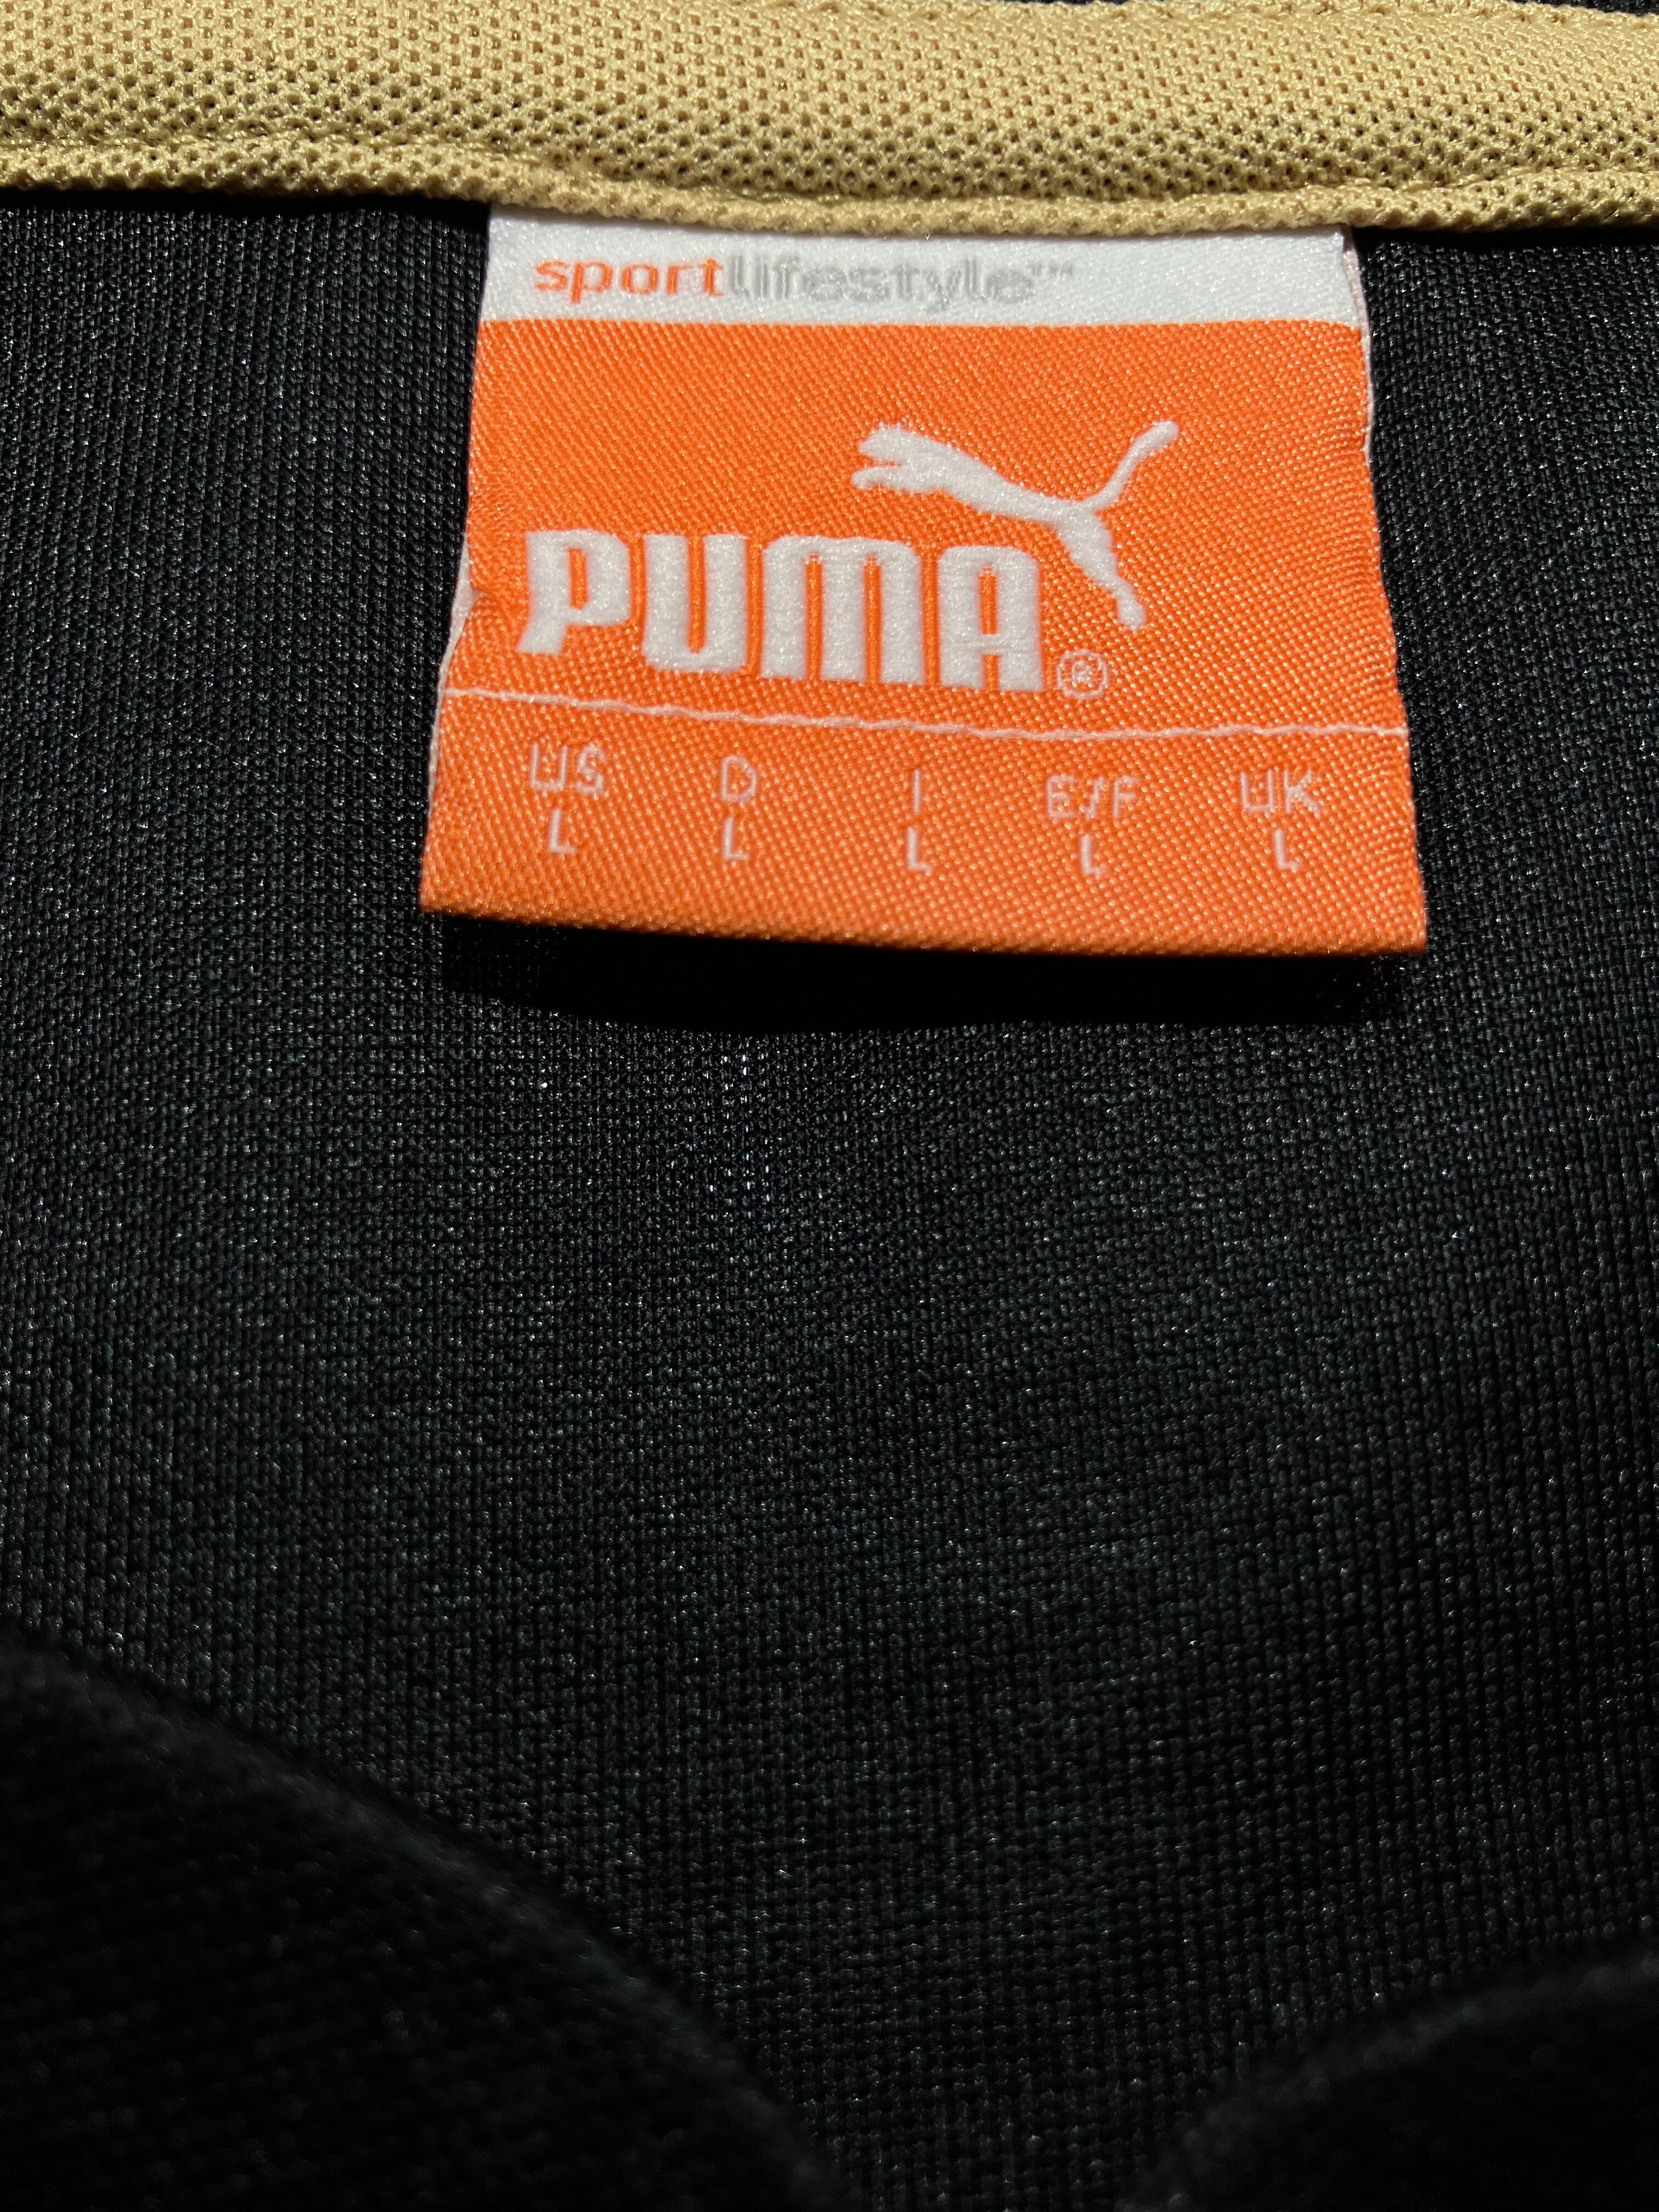 sportlifestyle™
PUMA®
US D I E/F UK
L L L L L